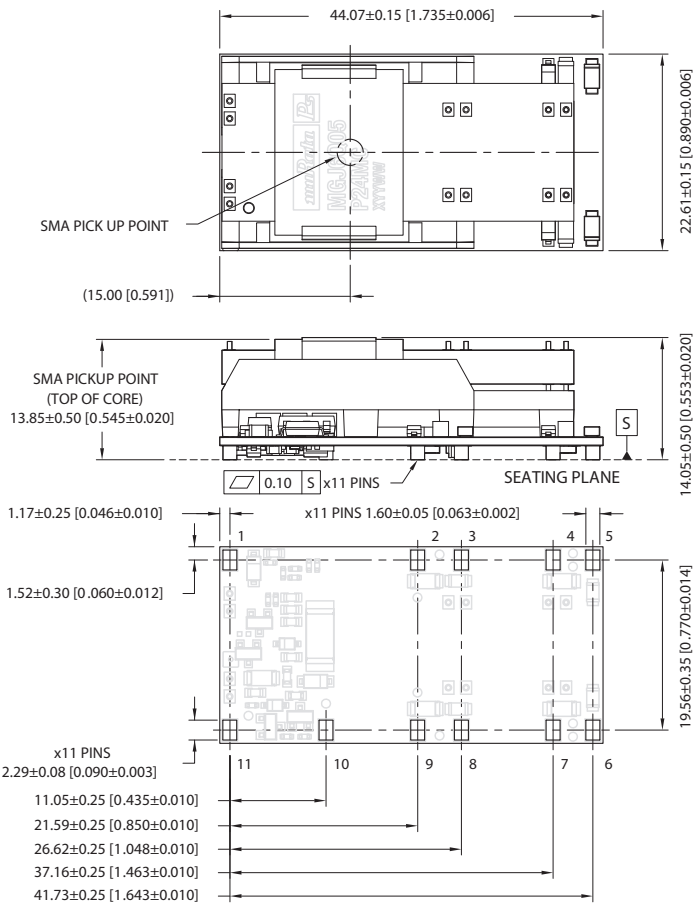 44.07±0.15 [1.735±0.006]
22.61±0.15 [0.890±0.006]
muRata Ps
P24M
XYYWW
SMA PICK UP POINT
(15.00 [0.591])
SMA PICKUP POINT
(TOP OF CORE)
13.85±0.50 [0.545±0.020]
14.05±0.50 [0.553±0.020]
S
0.10 S x11 PINS
SEATING PLANE
1.17±0.25 [0.046±0.010]
x11 PINS 1.60±0.05 [0.063±0.002]
1 2 3 4 5
1.52±0.30 [0.060±0.012]
19.56±0.35 [0.770±0.014]
x11 PINS
2.29±0.08 [0.090±0.003]
11 10 9 8 7 6
11.05±0.25 [0.435±0.010]
21.59±0.25 [0.850±0.010]
26.62±0.25 [1.048±0.010]
37.16±0.25 [1.463±0.010]
41.73±0.25 [1.643±0.010]